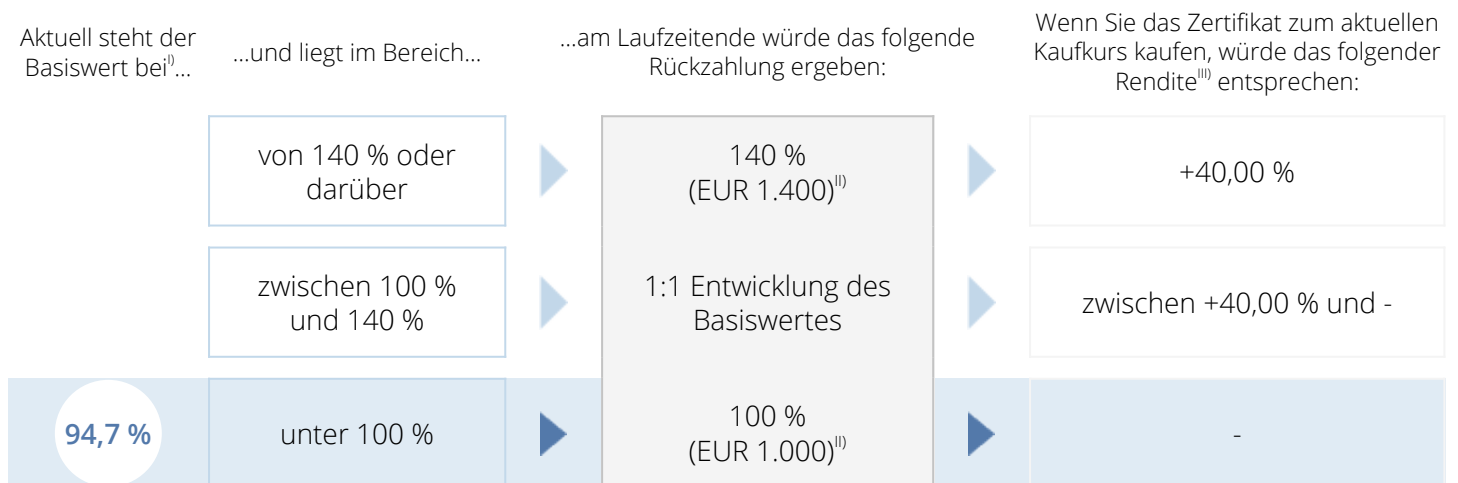 Aktuell steht der
Basiswert bei¹⁾...
...und liegt im Bereich...
...am Laufzeitende würde das folgende
Rückzahlung ergeben:
Wenn Sie das Zertifikat zum aktuellen
Kaufkurs kaufen, würde das folgender
Rendite III) entsprechen:
von 140 % oder
darüber
140 %
(EUR 1.400) II)
+40,00 %
zwischen 100 %
und 140 %
1:1 Entwicklung des
Basiswertes
zwischen +40,00 % und -
94,7 %
unter 100 %
100 %
(EUR 1.000) II)
-